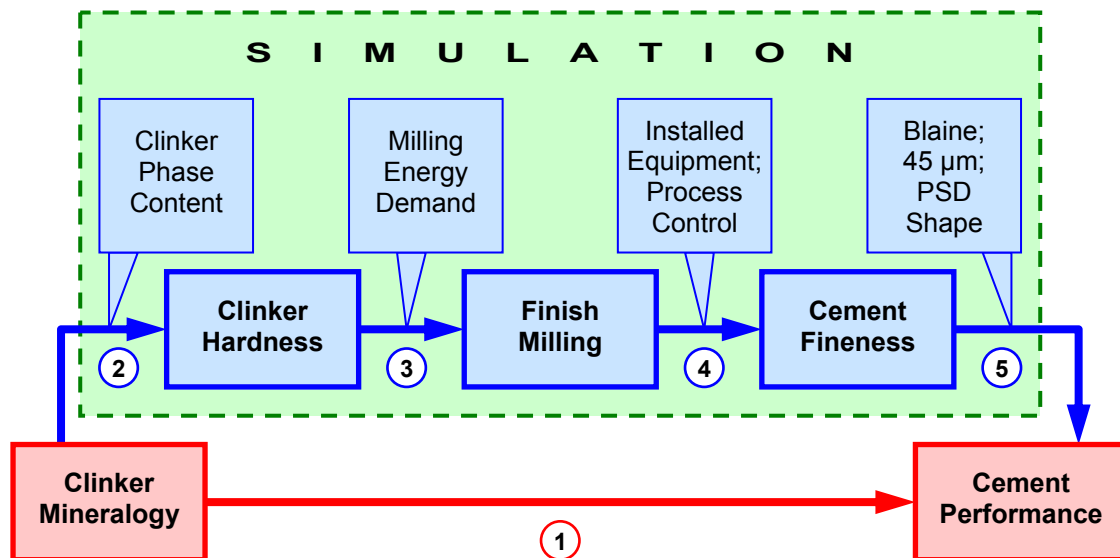 S I M U L A T I O N
Clinker
Phase
Content
Milling
Energy
Demand
Installed
Equipment;
Process
Control
Blaine;
45 µm;
PSD
Shape
Clinker
Hardness
Finish
Milling
Cement
Fineness
2
3
4
5
Clinker
Mineralogy
Cement
Performance
1